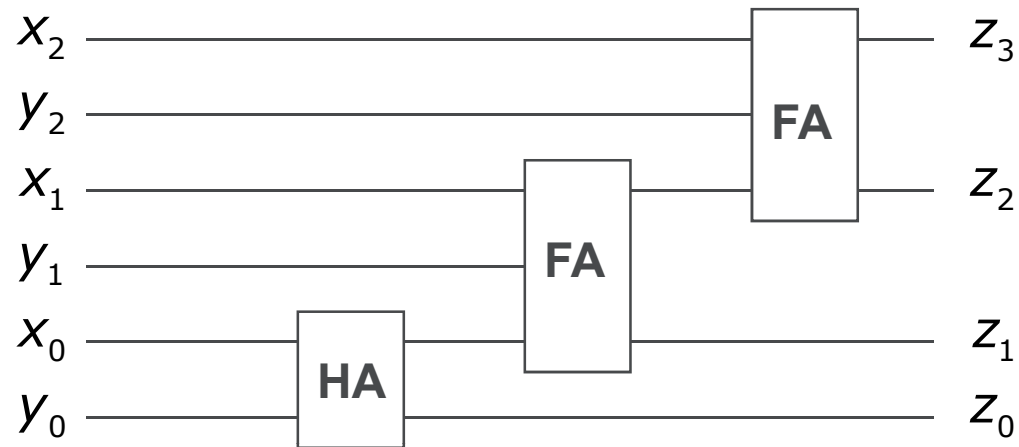 x₂ z₃
y₂ FA
x₁ z₂
y₁ FA
x₀ z₁
HA
y₀ z₀